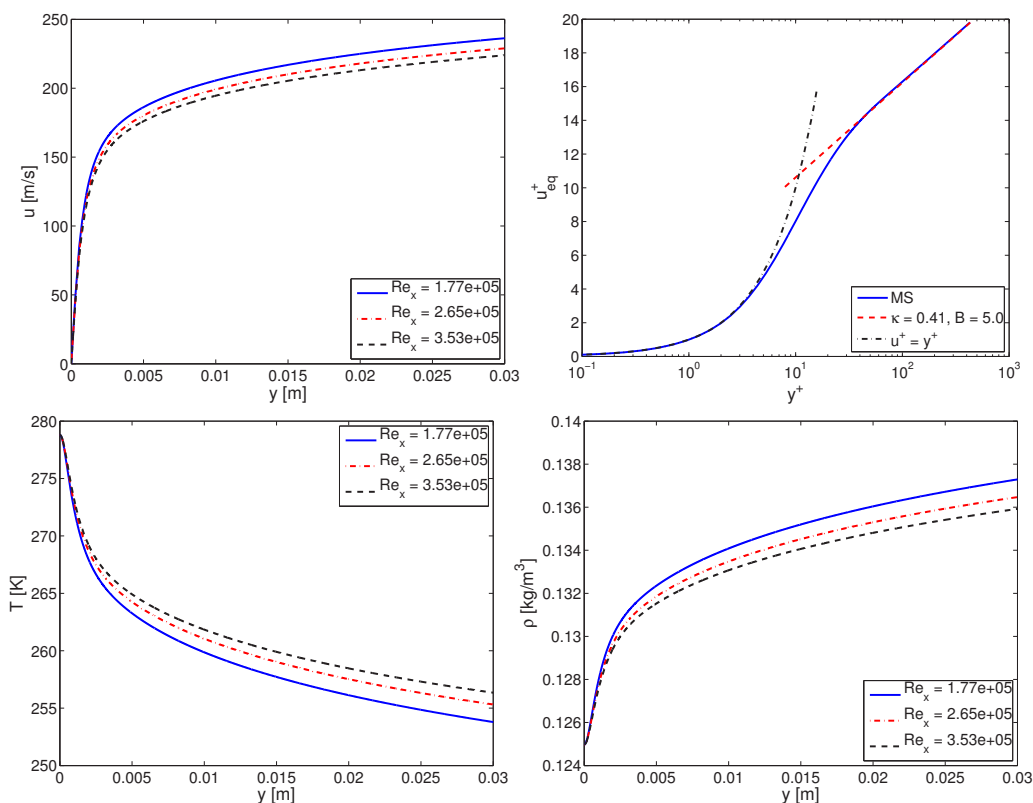 250
200
150
100
50
0
u [m/s]
Re_x = 1.77e+05
Re_x = 2.65e+05
Re_x = 3.53e+05
0 0.005 0.01 0.015 0.02 0.025 0.03
y [m]
20
18
16
14
12
10
8
6
4
2
0
u^+_eq
MS
κ = 0.41, B = 5.0
u^+ = y^+
10^-1 10^0 10^1 10^2 10^3
y^+
280
275
270
265
260
255
250
T [K]
Re_x = 1.77e+05
Re_x = 2.65e+05
Re_x = 3.53e+05
0 0.005 0.01 0.015 0.02 0.025 0.03
y [m]
0.14
0.138
0.136
0.134
0.132
0.13
0.128
0.126
0.124
ρ [kg/m^3]
Re_x = 1.77e+05
Re_x = 2.65e+05
Re_x = 3.53e+05
0 0.005 0.01 0.015 0.02 0.025 0.03
y [m]